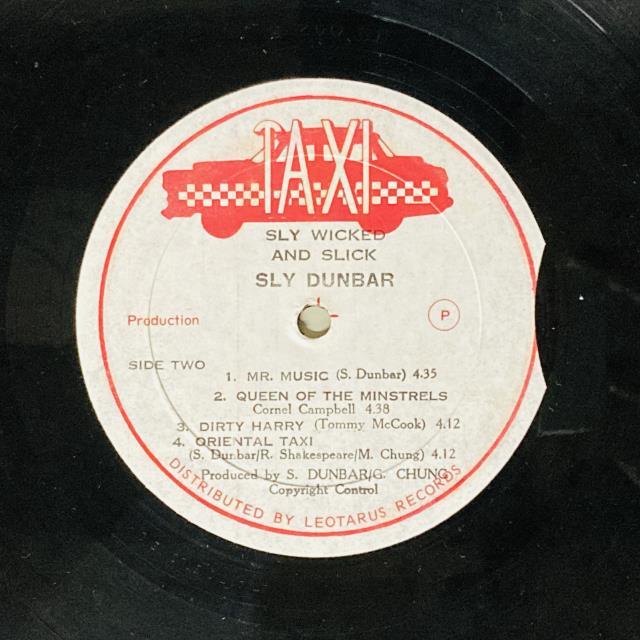 TAXI
SLY WICKED
AND SLICK
SLY DUNBAR
Production
P
SIDE TWO
1. MR. MUSIC (S. Dunbar) 4.35
2. QUEEN OF THE MINSTRELS
Cornel Campbell 4.38
3. DIRTY HARRY (Tommy McCook) 4.12
4. ORIENTAL TAXI
(S. Dur.bar/R. Shakespeare/M. Chung) 4.12
Produced by S. DUNBAR/G. CHUNG
Copyright Control
DISTRIBUTED BY LEOTARUS RECORDS